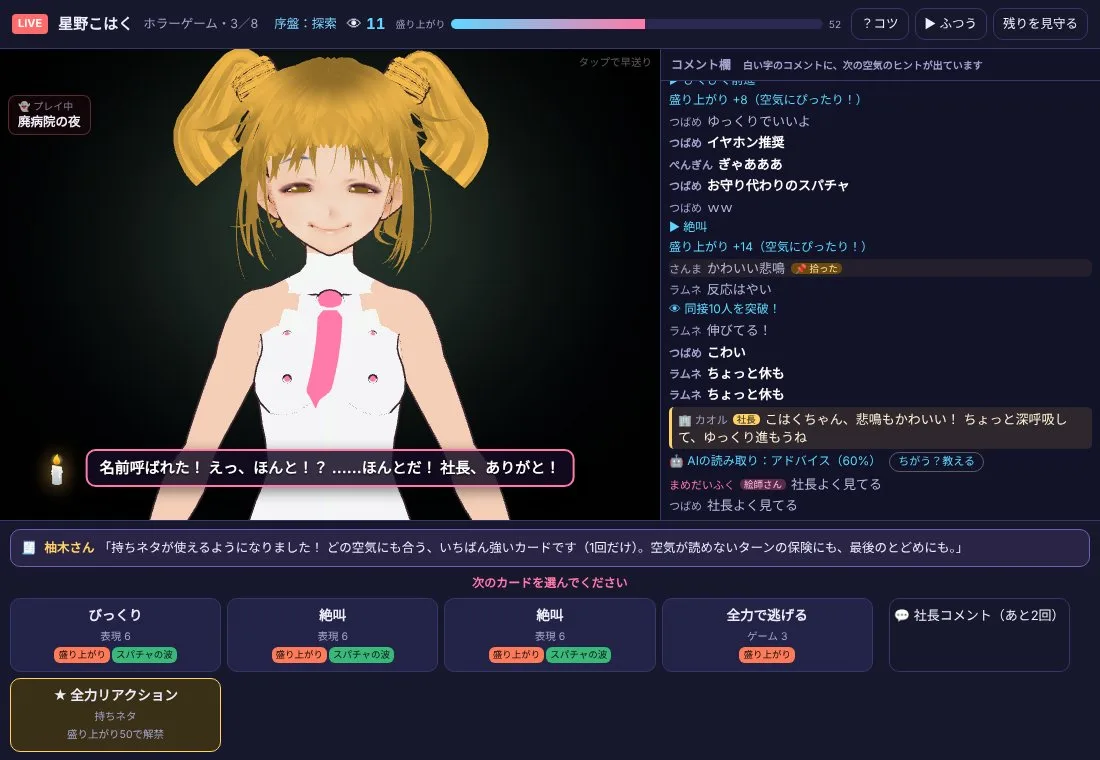 LIVE 星野こはく ホラーゲーム・3／8 序盤：探索 11 盛り上がり 52 ？コツ ▶ ふつう 残りを見守る
タップで早送り
プレイ中
廃病院の夜
コメント欄 白い字のコメントに、次の空気のヒントが出ています
盛り上がり +8（空気にぴったり！）
つばめ ゆっくりでいいよ
つばめ イヤホン推奨
ぺんぎん ぎゃあああ
つばめ お守り代わりのスパチャ
つばめ ｗｗ
▶ 絶叫
盛り上がり +14（空気にぴったり！）
さんま かわいい悲鳴 拾った
ラムネ 反応はやい
同接10人を突破！
ラムネ 伸びてる！
つばめ こわい
ラムネ ちょっと休も
ラムネ ちょっと休も
カオル 社長 こはくちゃん、悲鳴もかわいい！ ちょっと深呼吸し
て、ゆっくり進もうね
AIの読み取り：アドバイス（60%） ちがう？教える
まめだいふく 絵師さん 社長よく見てる
つばめ 社長よく見てる
名前呼ばれた！ えっ、ほんと！？ ……ほんとだ！ 社長、ありがと！
柚木さん 「持ちネタが使えるようになりました！ どの空気にも合う、いちばん強いカードです（1回だけ）。空気が読めないターンの保険にも、最後のとどめにも。」
次のカードを選んでください
びっくり
表現 6
盛り上がり スパチャの波
絶叫
表現 6
盛り上がり スパチャの波
絶叫
表現 6
盛り上がり スパチャの波
全力で逃げる
ゲーム 3
盛り上がり
社長コメント（あと2回）
★ 全力リアクション
持ちネタ
盛り上がり50で解禁